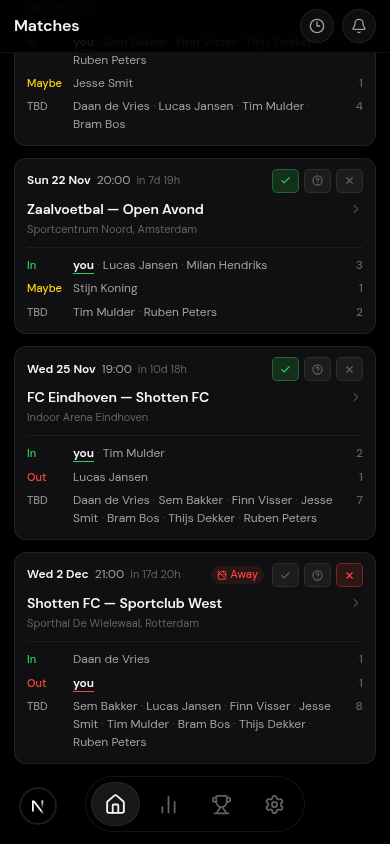 Matches
In you · Sem Bakker · Finn Visser · Thijs Dekker ·
Ruben Peters
Maybe Jesse Smit 1
TBD Daan de Vries · Lucas Jansen · Tim Mulder · 4
Bram Bos
Sun 22 Nov 20:00 in 7d 19h
Zaalvoetbal — Open Avond
Sportcentrum Noord, Amsterdam
In you · Lucas Jansen · Milan Hendriks 3
Maybe Stijn Koning 1
TBD Tim Mulder · Ruben Peters 2
Wed 25 Nov 19:00 in 10d 18h
FC Eindhoven — Shotten FC
Indoor Arena Eindhoven
In you · Tim Mulder 2
Out Lucas Jansen 1
TBD Daan de Vries · Sem Bakker · Finn Visser · Jesse 7
Smit · Bram Bos · Thijs Dekker · Ruben Peters
Wed 2 Dec 21:00 in 17d 20h Away
Shotten FC — Sportclub West
Sporthal De Wielewaal, Rotterdam
In Daan de Vries 1
Out you 1
TBD Sem Bakker · Lucas Jansen · Finn Visser · Jesse 8
Smit · Tim Mulder · Bram Bos · Thijs Dekker ·
Ruben Peters
N